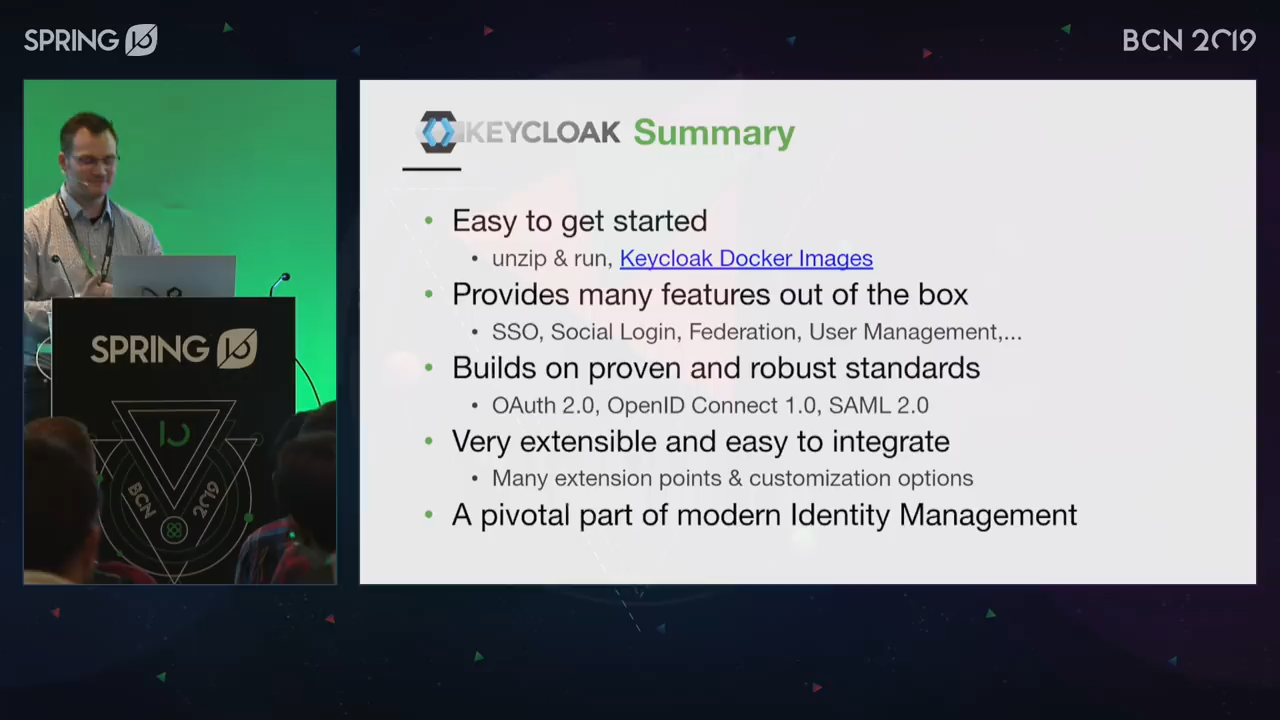 SPRING IO
BCN 2019
KEYCLOAK Summary
• Easy to get started
• unzip & run, Keycloak Docker Images
• Provides many features out of the box
• SSO, Social Login, Federation, User Management,...
• Builds on proven and robust standards
• OAuth 2.0, OpenID Connect 1.0, SAML 2.0
• Very extensible and easy to integrate
• Many extension points & customization options
• A pivotal part of modern Identity Management
SPRING IO
IO
BCN 2019